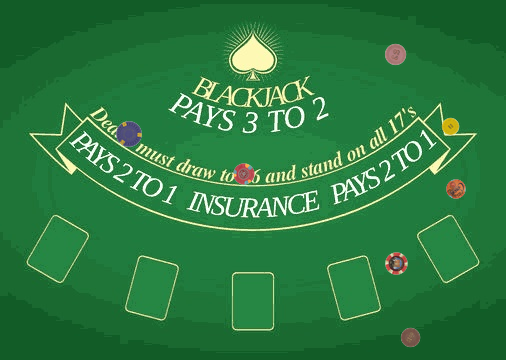 BLACKJACK
PAYS 3 TO 2
must draw to and stand on all 17's
PAYS 2 TO 1 INSURANCE PAYS 2 TO 1